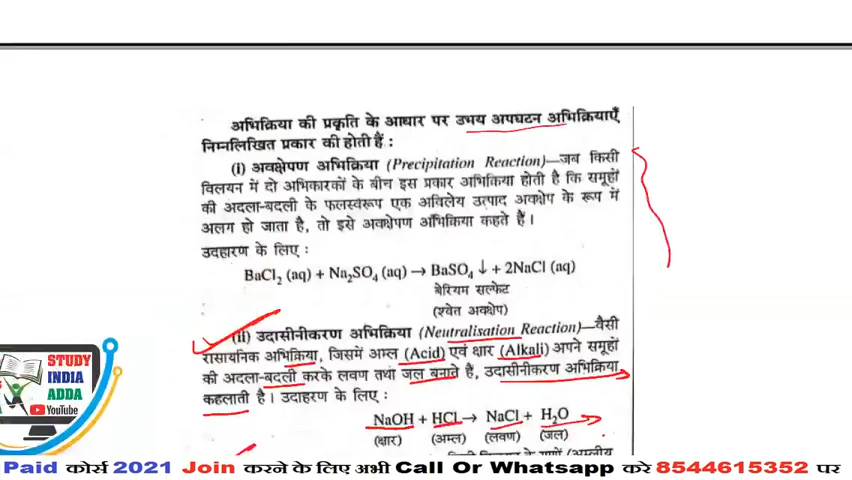 अभिक्रिया की प्रकृति के आधार पर उभय अपघटन अभिक्रियाएँ
निम्नलिखित प्रकार की होती हैं :
(i) अवक्षेपण अभिक्रिया (Precipitation Reaction)—जब किसी
विलयन में दो अभिकारकों के बीच इस प्रकार अभिक्रिया होती है कि समूहों
की अदला-बदली के फलस्वरूप एक अविलेय उत्पाद अवक्षेप के रूप में
अलग हो जाता है, तो इसे अवक्षेपण अभिक्रिया कहते हैं।
उदहारण के लिए :
BaCl₂ (aq) + Na₂SO₄ (aq) → BaSO₄ ↓ + 2NaCl (aq)
बेरियम सल्फेट
(श्वेत अवक्षेप)
(ii) उदासीनीकरण अभिक्रिया (Neutralisation Reaction)—वैसी
रासायनिक अभिक्रिया, जिसमें अम्ल (Acid) एवं क्षार (Alkali) अपने समूहों
की अदला-बदली करके लवण तथा जल बनाते हैं, उदासीनीकरण अभिक्रिया
कहलाती है। उदाहरण के लिए :
NaOH + HCl → NaCl + H₂O
(क्षार) (अम्ल) (लवण) (जल)
STUDY
INDIA
ADDA
YouTube
Paid कोर्स 2021 Join करने के लिए अभी Call Or Whatsapp करे 8544615352 पर